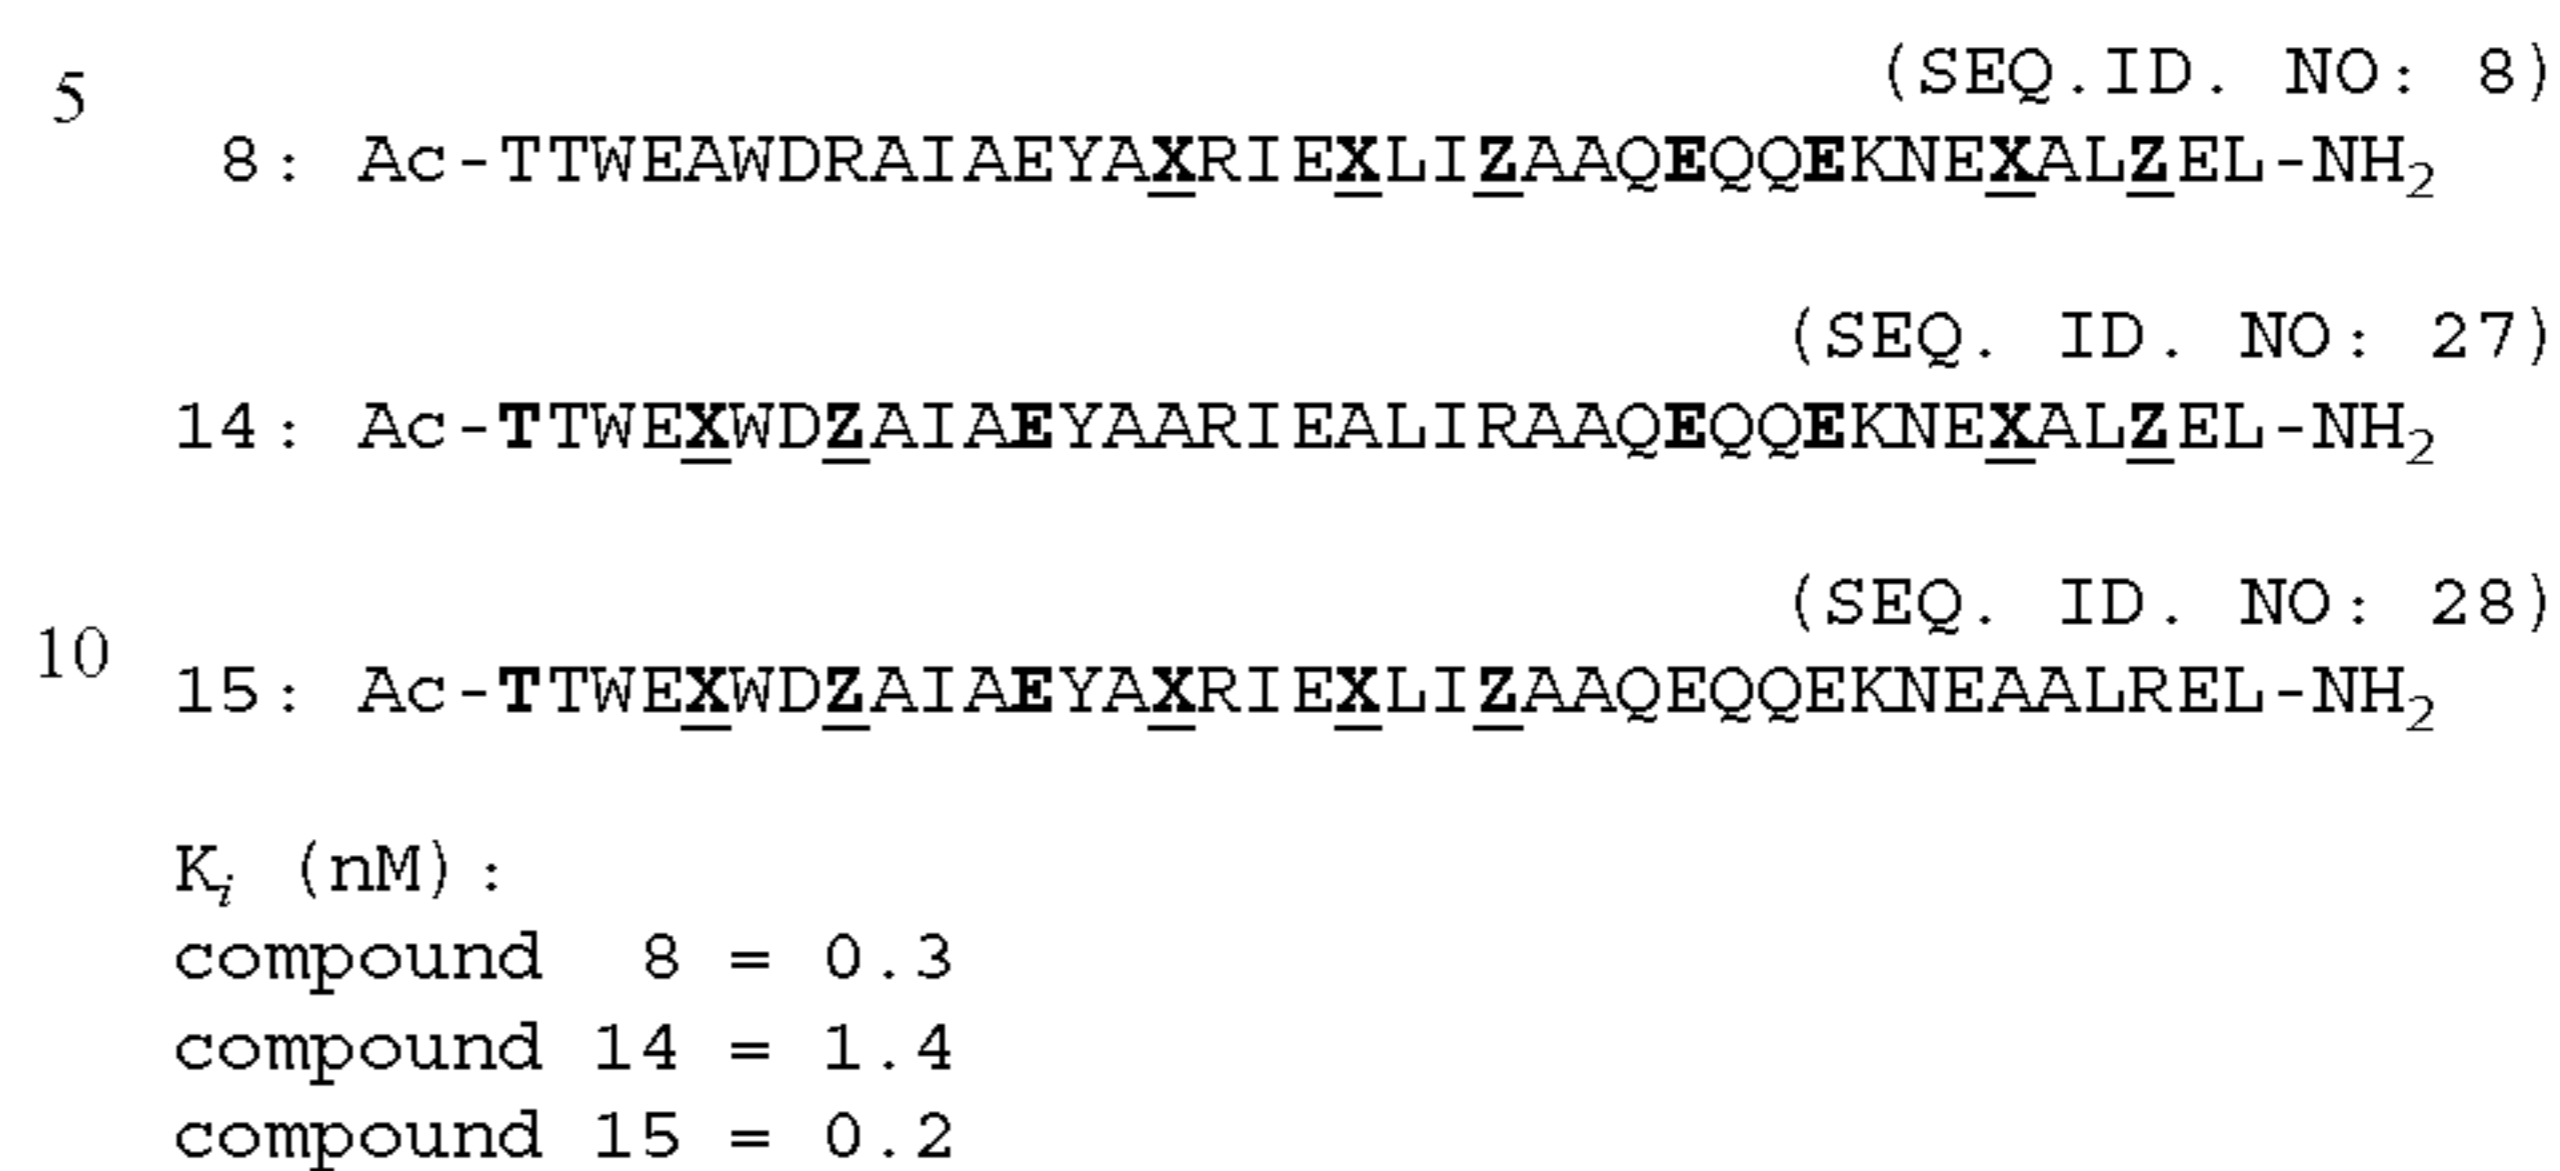 5 (SEQ.ID. NO: 8)
8: Ac-TTWEAWDRAIAEYAXRIEXLIZAAQEQQEKNEXALZEL-NH₂
(SEQ. ID. NO: 27)
14: Ac-TTWEXWDZAIAEYAARIEALIRAAQEQQEKNEXALZEL-NH₂
(SEQ. ID. NO: 28)
10 15: Ac-TTWEXWDZAIAEYAXRIEXLIZAAQEQQEKNEAALREL-NH₂
Kᵢ (nM):
compound 8 = 0.3
compound 14 = 1.4
compound 15 = 0.2